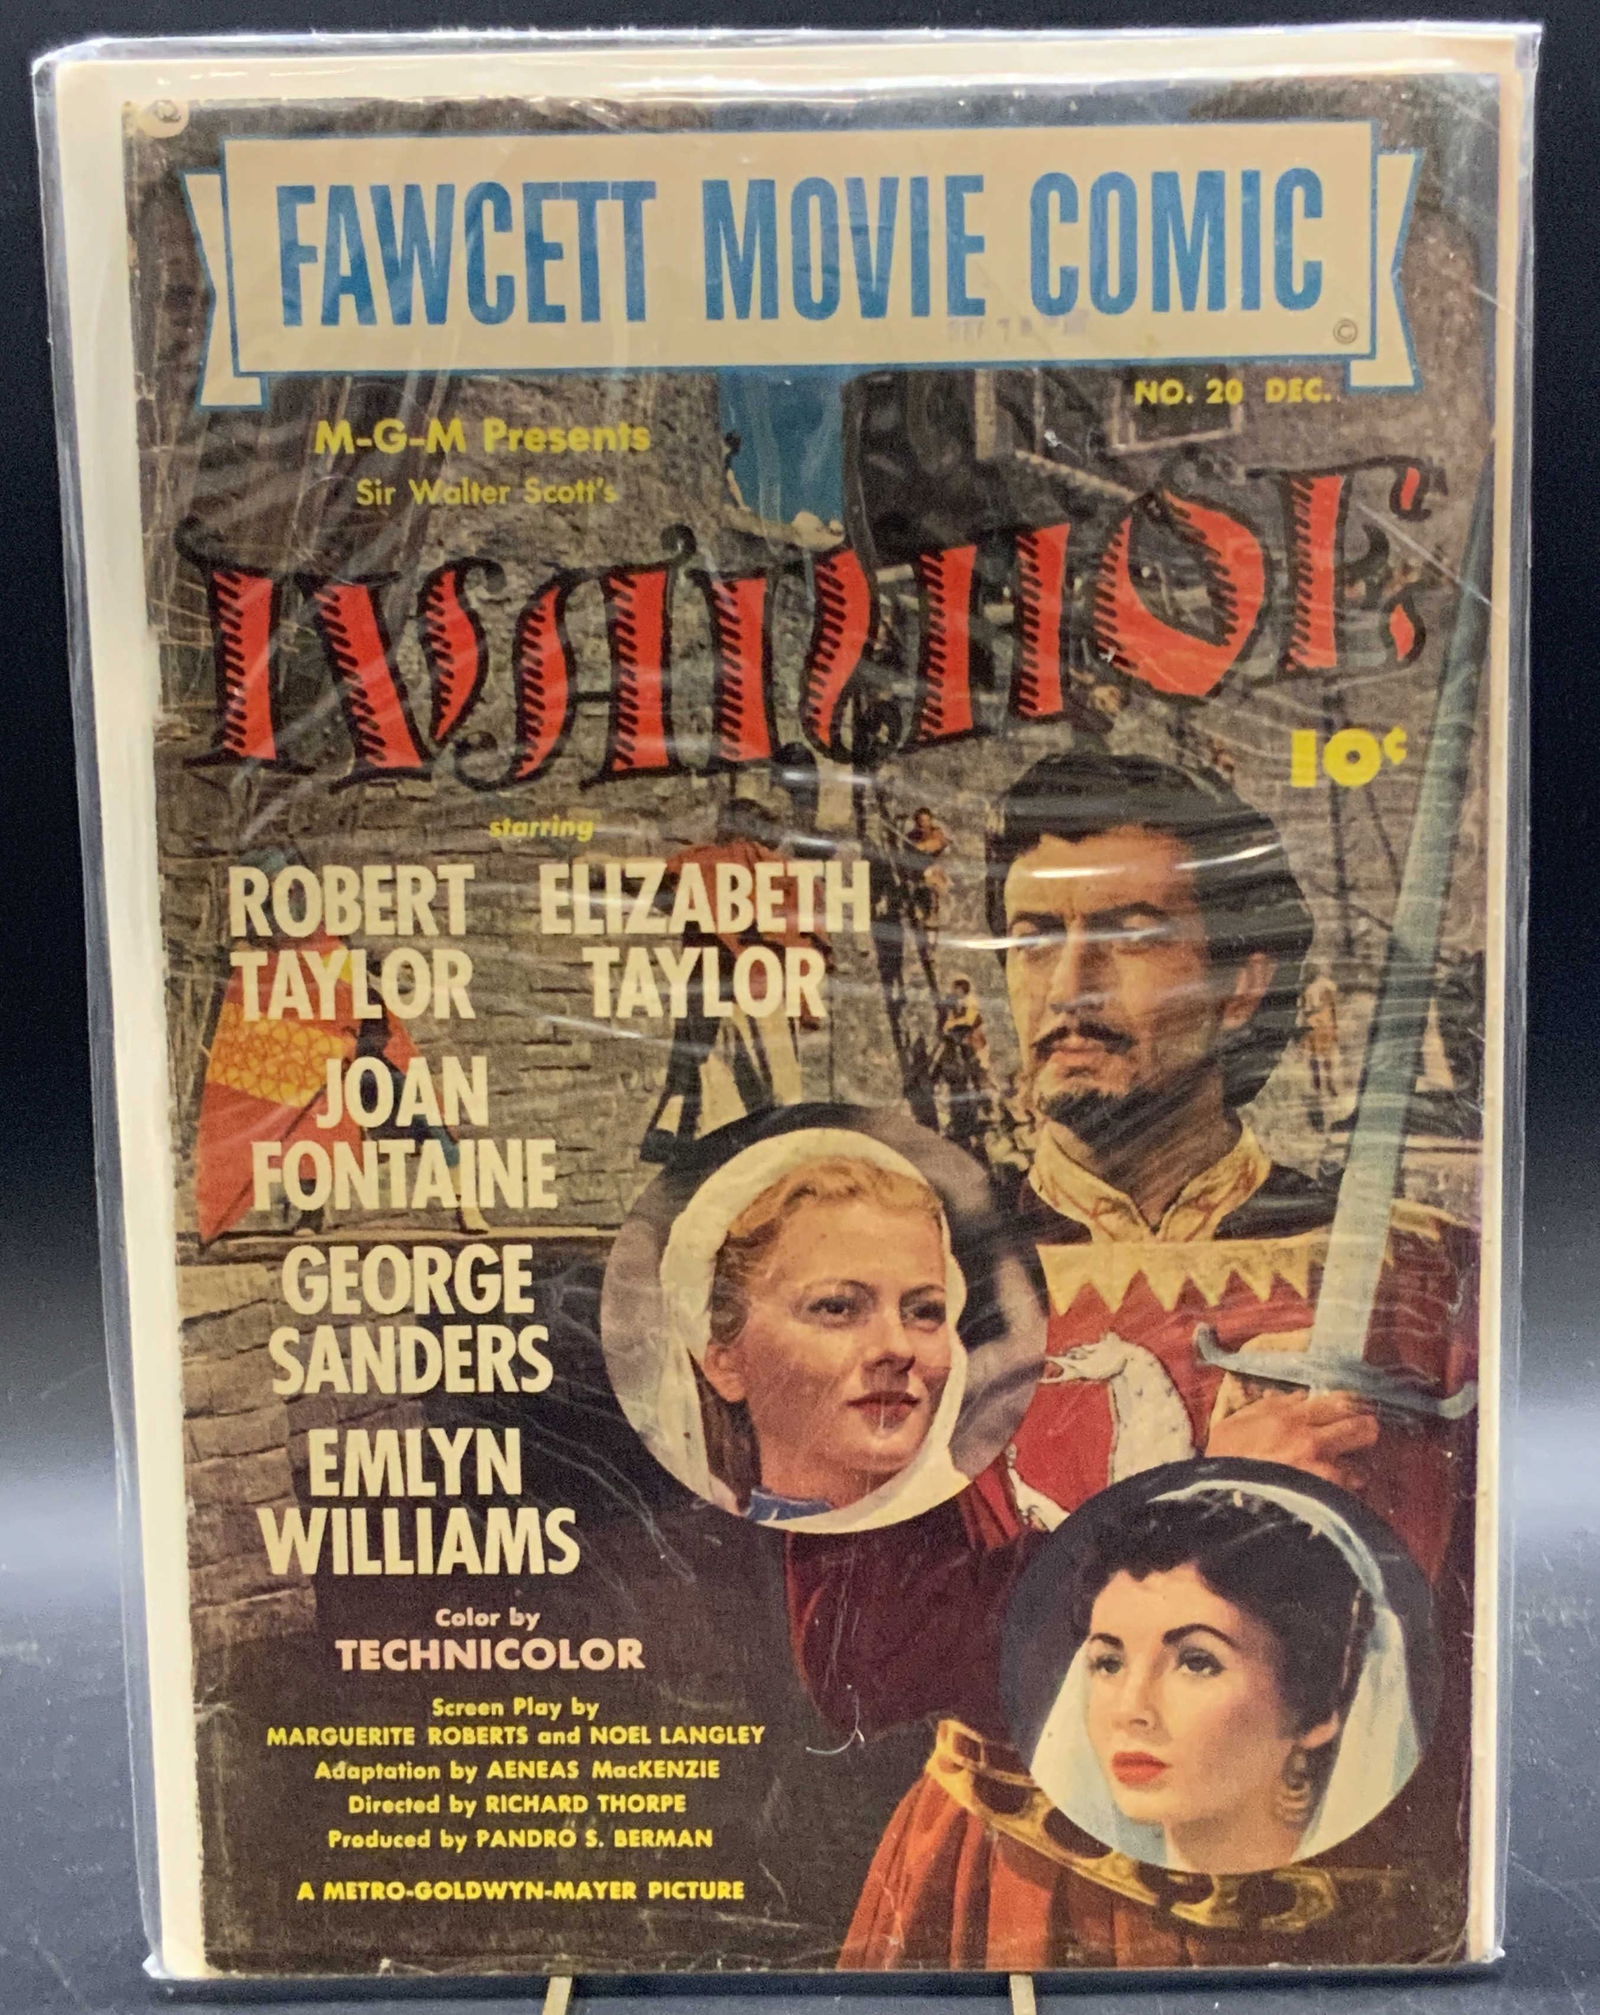 FAWCETT MOVIE COMIC
©
NO. 20 DEC.
M-G-M Presents
Sir Walter Scott's
IVANHOE
10¢
starring
ROBERT TAYLOR
ELIZABETH TAYLOR
JOAN
FONTAINE
GEORGE
SANDERS
EMLYN
WILLIAMS
Color by
TECHNICOLOR
Screen Play by
MARGUERITE ROBERTS and NOEL LANGLEY
Adaptation by AENEAS MacKENZIE
Directed by RICHARD THORPE
Produced by PANDRO S. BERMAN
A METRO-GOLDWYN-MAYER PICTURE